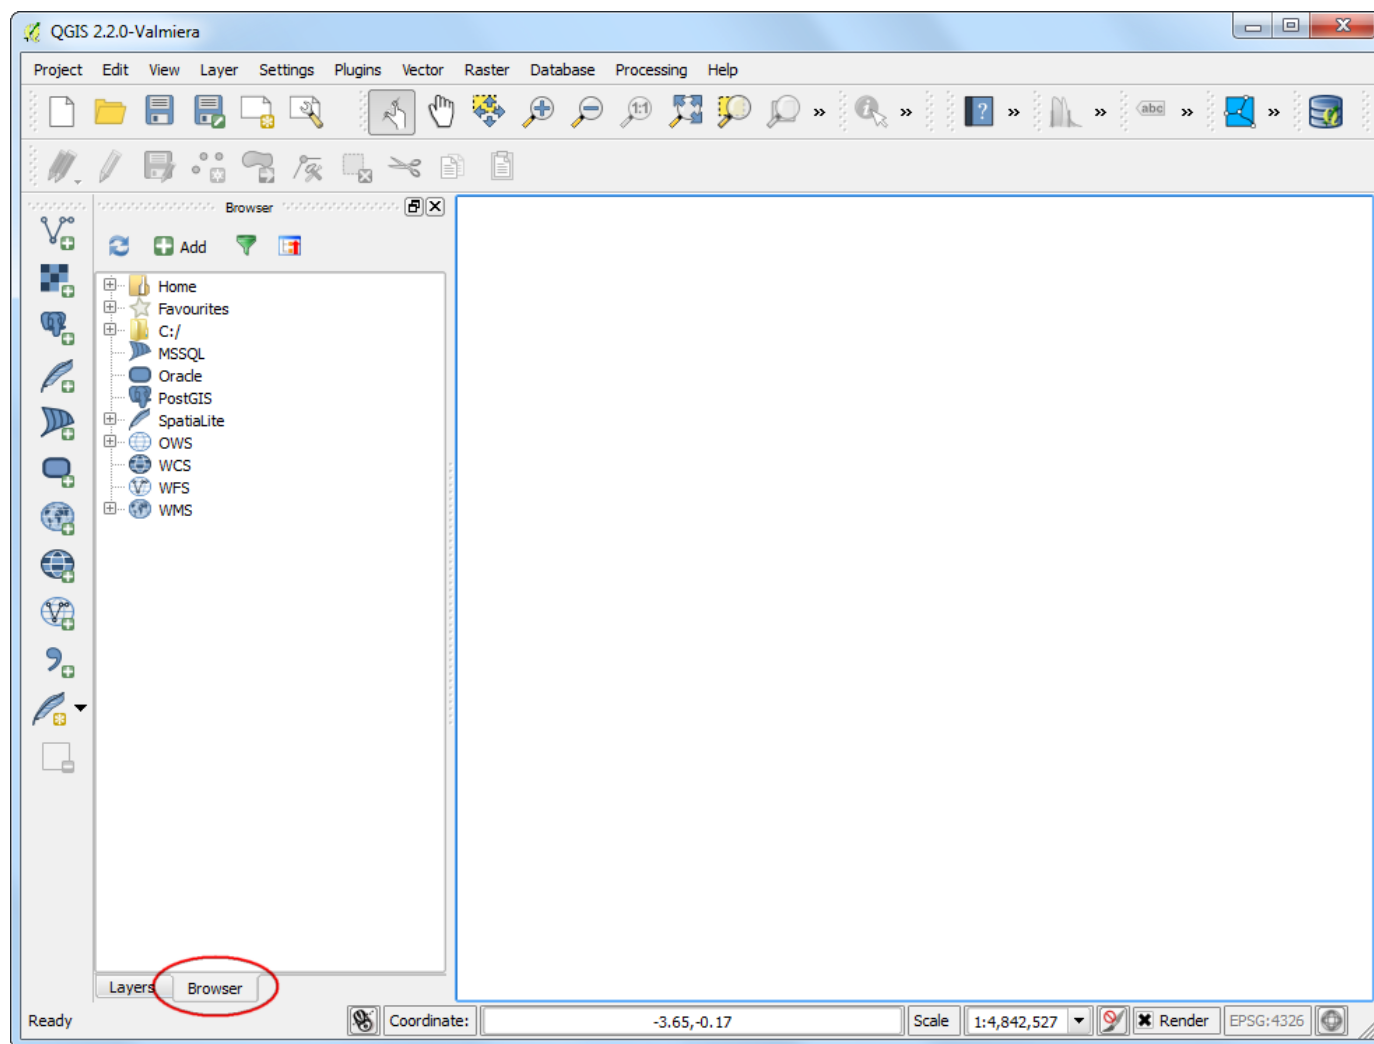 QGIS 2.2.0-Valmiera
Project Edit View Layer Settings Plugins Vector Raster Database Processing Help
1:1 ? abc
Browser
Add
Home
Favourites
C:/
MSSQL
Oracle
PostGIS
SpatiaLite
OWS
WCS
WFS
WMS
Layers Browser
Ready Coordinate: -3.65,-0.17 Scale 1:4,842,527 Render EPSG:4326